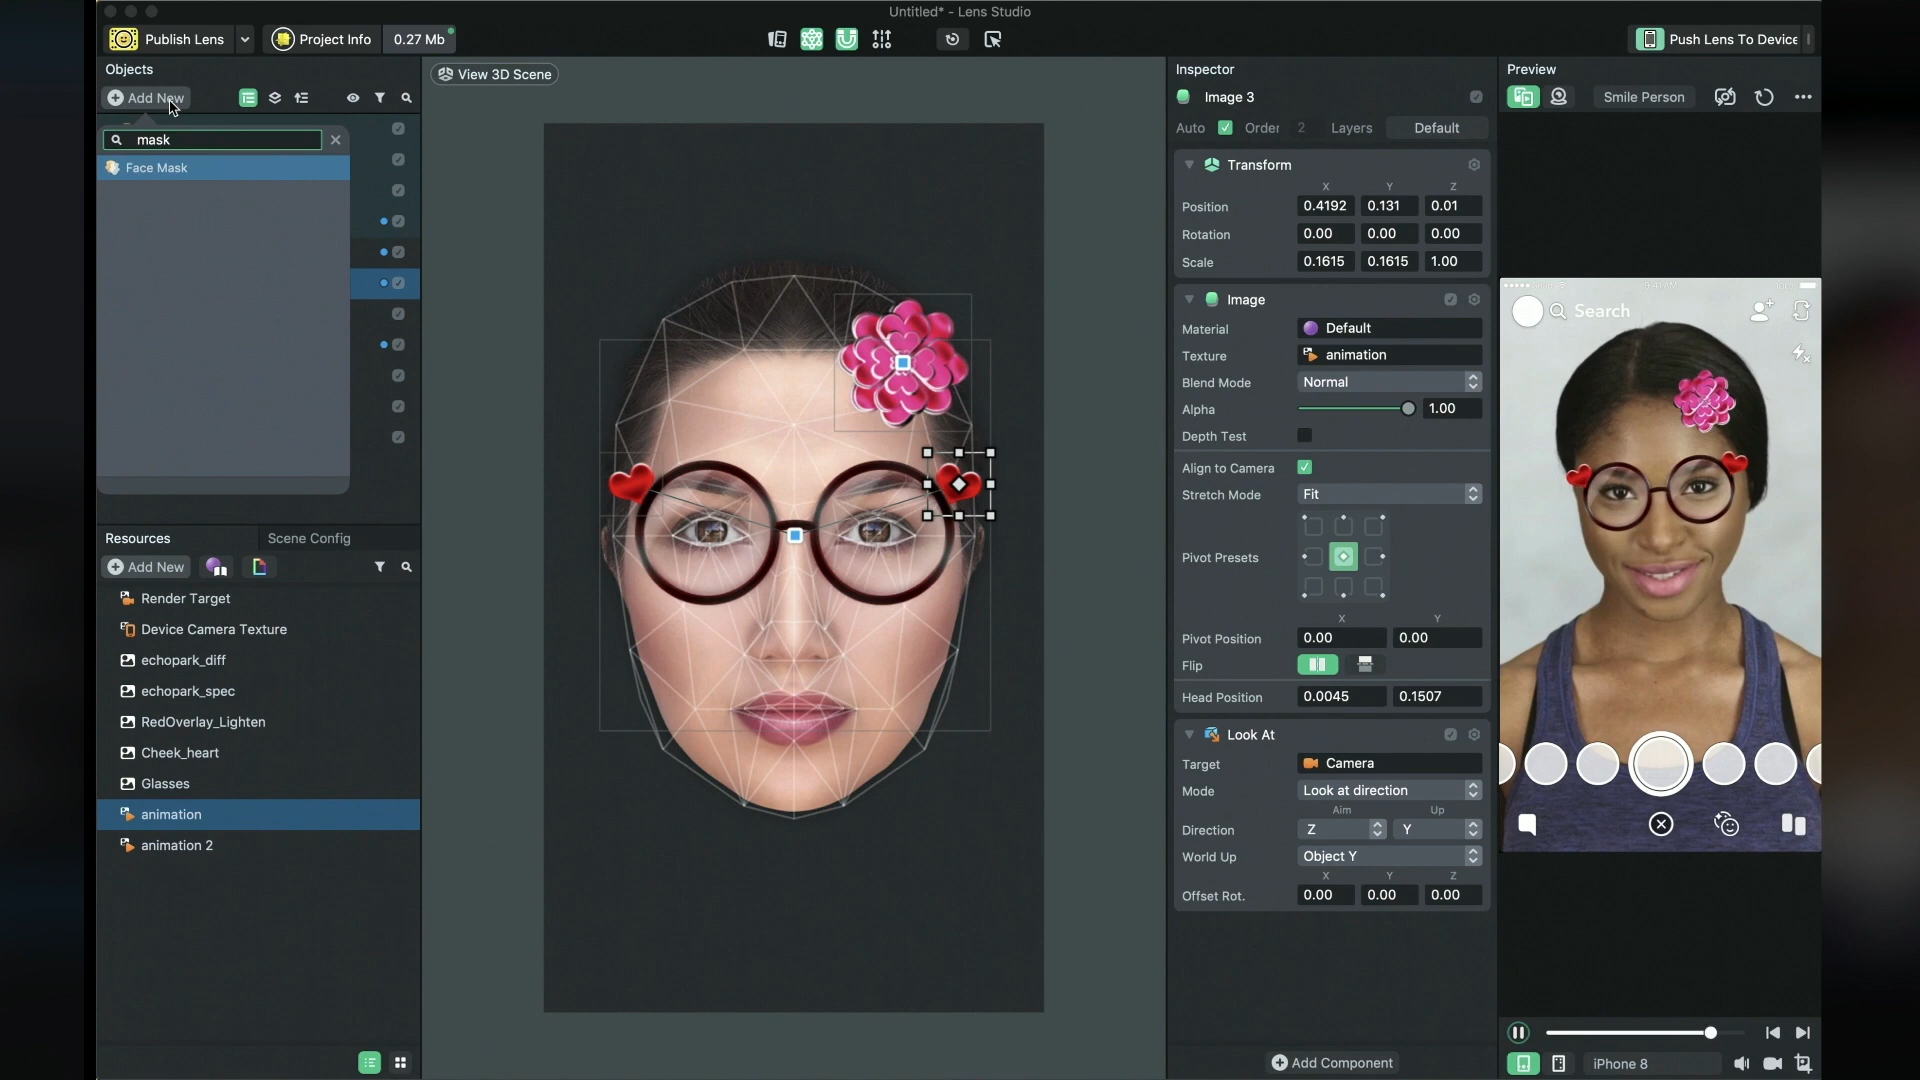 Untitled* - Lens Studio
Publish Lens
Project Info
0.27 Mb
Push Lens To Device
Objects
Add New
mask
Face Mask
View 3D Scene
Inspector
Image 3
Auto
Order
2
Layers
Default
Transform
X Y Z
Position 0.4192 0.131 0.01
Rotation 0.00 0.00 0.00
Scale 0.1615 0.1615 1.00
Image
Material Default
Texture animation
Blend Mode Normal
Alpha 1.00
Depth Test
Align to Camera
Stretch Mode Fit
Pivot Presets
X Y
Pivot Position 0.00 0.00
Flip
Head Position 0.0045 0.1507
Look At
Target Camera
Mode Look at direction
Aim Up
Direction Z Y
World Up Object Y
X Y Z
Offset Rot. 0.00 0.00 0.00
Add Component
Preview
Smile Person
9:41 AM
Search
iPhone 8
Resources
Scene Config
Add New
Render Target
Device Camera Texture
echopark_diff
echopark_spec
RedOverlay_Lighten
Cheek_heart
Glasses
animation
animation 2